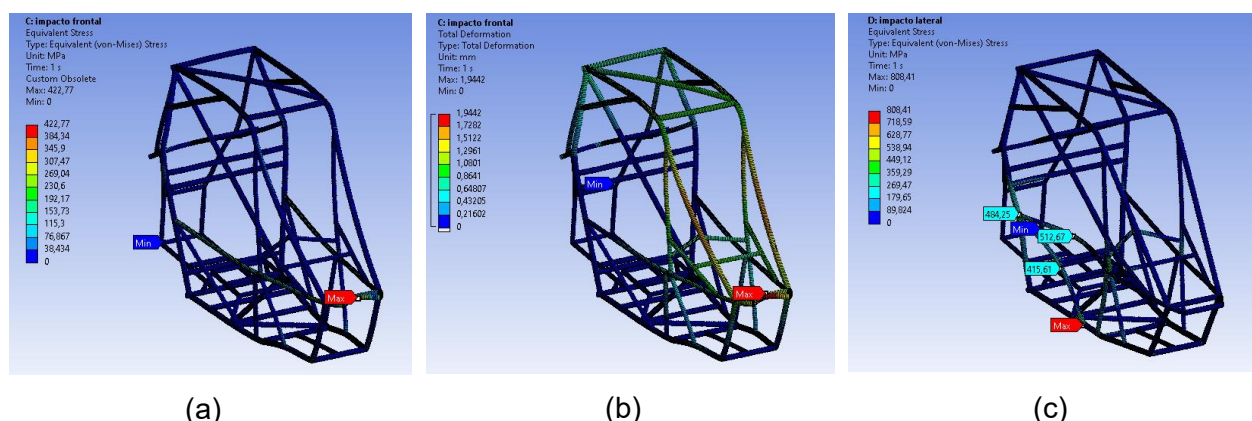 C: impacto frontal
Equivalent Stress
Type: Equivalent (von-Mises) Stress
Unit: MPa
Time: 1 s
Custom Obsolete
Max: 422,77
Min: 0
422,77
384,34
345,9
307,47
269,04
230,6
192,17
153,73
115,3
76,867
38,434
0
Min
Max
(a)
C: impacto frontal
Total Deformation
Type: Total Deformation
Unit: mm
Time: 1 s
Max: 1,9442
Min: 0
1,9442
1,7282
1,5122
1,2961
1,0801
0,8641
0,64807
0,43205
0,21602
0
Min
Max
(b)
D: impacto lateral
Equivalent Stress
Type: Equivalent (von-Mises) Stress
Unit: MPa
Time: 1 s
Max: 808,41
Min: 0
808,41
718,59
628,77
538,94
449,12
359,29
269,47
179,65
89,824
0
484,25
Min
512,67
415,61
Max
(c)